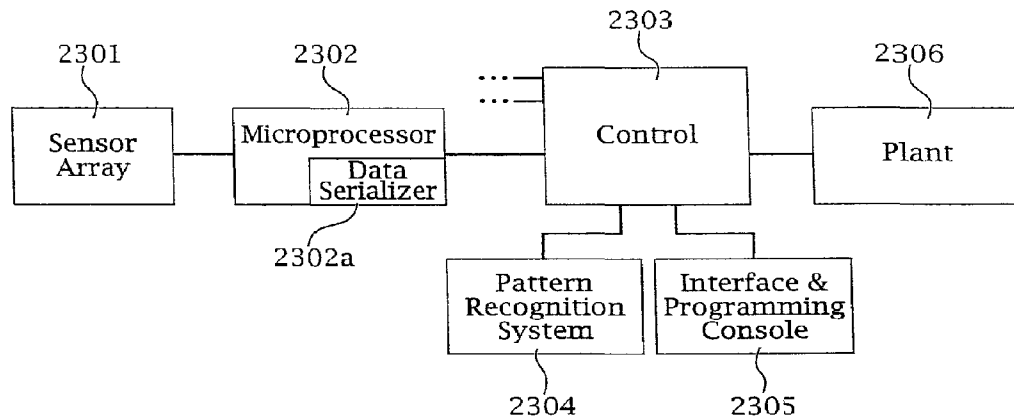 2301
2302
2303
2306
Sensor
Array
Microprocessor
Data
Serializer
2302a
Control
Plant
Pattern
Recognition
System
Interface &
Programming
Console
2304
2305